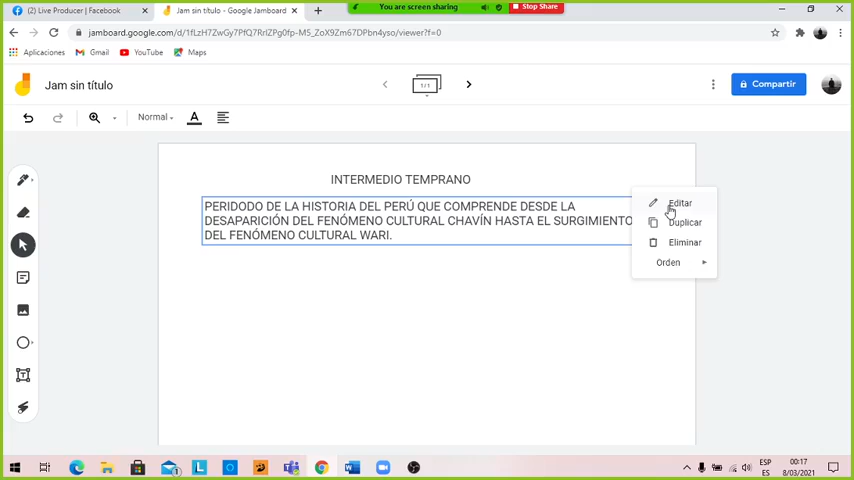 (2) Live Producer | Facebook
Jam sin título - Google Jamboard
You are screen sharing
Stop Share
jamboard.google.com/d/1fLzH7ZwGy7PfQ7RrlZPg0fp-M5_ZoX9Zm67DPbn4yso/viewer?f=0
Aplicaciones
Gmail
YouTube
Maps
Jam sin título
1/1
Compartir
Normal
INTERMEDIO TEMPRANO
PERIDODO DE LA HISTORIA DEL PERÚ QUE COMPRENDE DESDE LA
DESAPARICIÓN DEL FENÓMENO CULTURAL CHAVÍN HASTA EL SURGIMIENTO
DEL FENÓMENO CULTURAL WARI.
Editar
Duplicar
Eliminar
Orden
ESP
ES
00:17
8/03/2021